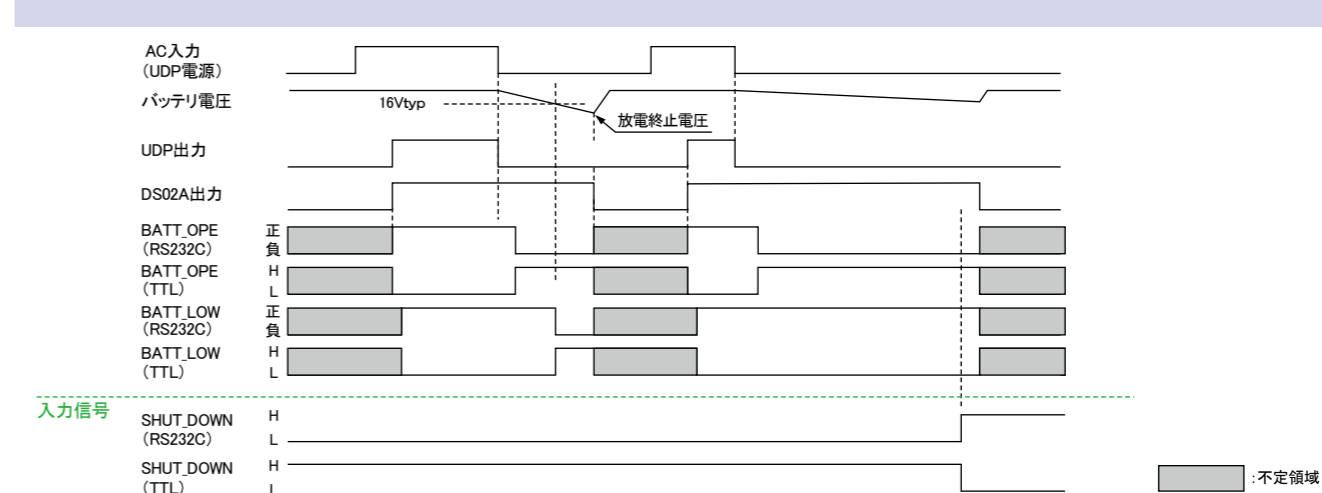 AC入力
(UDP電源)
バッテリ電圧
16Vtyp
放電終止電圧
UDP出力
DS02A出力
BATT_OPE 正
(RS232C) 負
BATT_OPE H
(TTL) L
BATT_LOW 正
(RS232C) 負
BATT_LOW H
(TTL) L
入力信号
SHUT_DOWN H
(RS232C) L
SHUT_DOWN H
(TTL) L
:不定領域